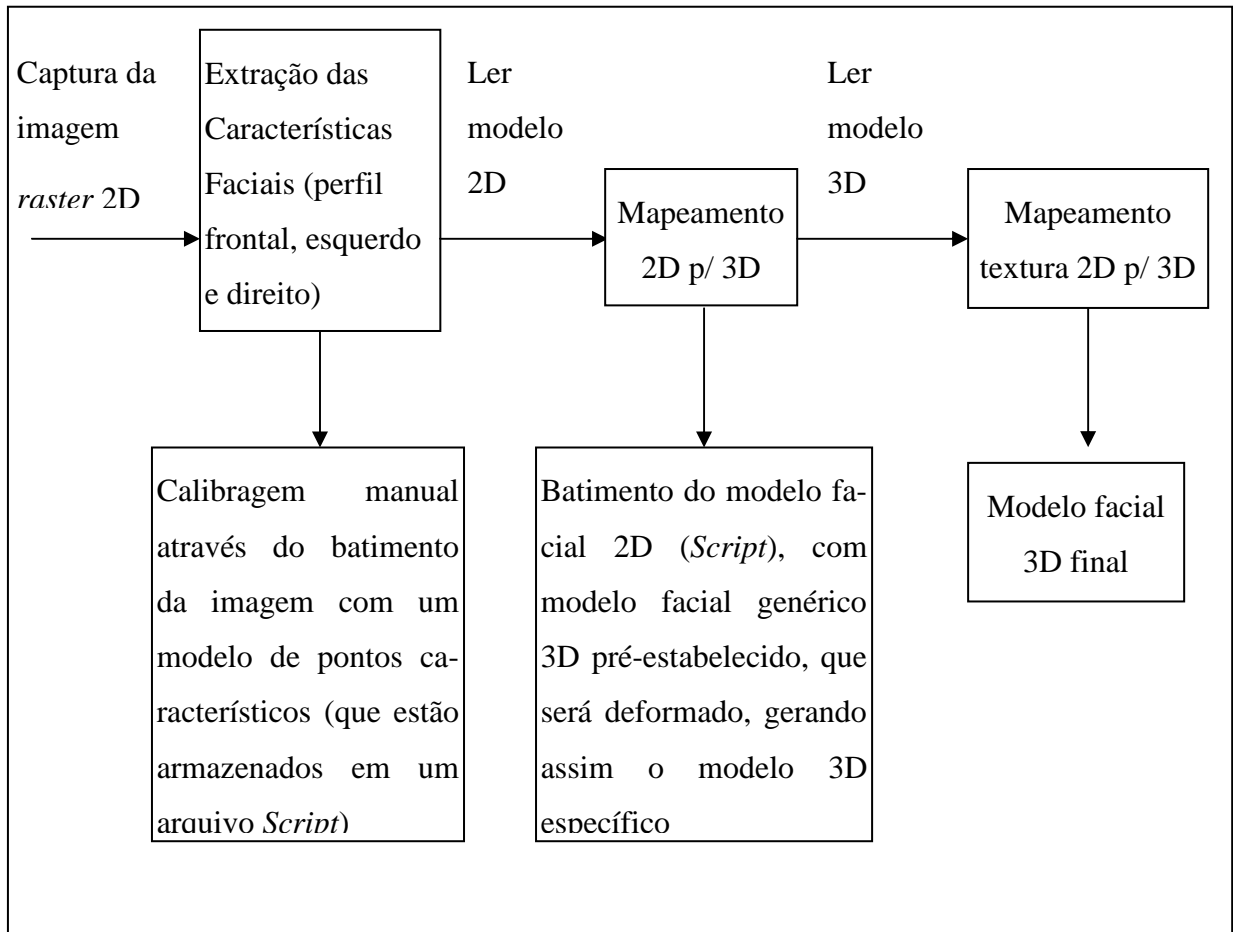 Captura da
imagem
raster 2D
Extração das
Características
Faciais (perfil
frontal, esquerdo
e direito)
Ler
modelo
2D
Mapeamento
2D p/ 3D
Ler
modelo
3D
Mapeamento
textura 2D p/ 3D
Calibragem manual
através do batimento
da imagem com um
modelo de pontos ca-
racterísticos (que estão
armazenados em um
arquivo Script)
Batimento do modelo fa-
cial 2D (Script), com
modelo facial genérico
3D pré-estabelecido, que
será deformado, gerando
assim o modelo 3D
específico
Modelo facial
3D final